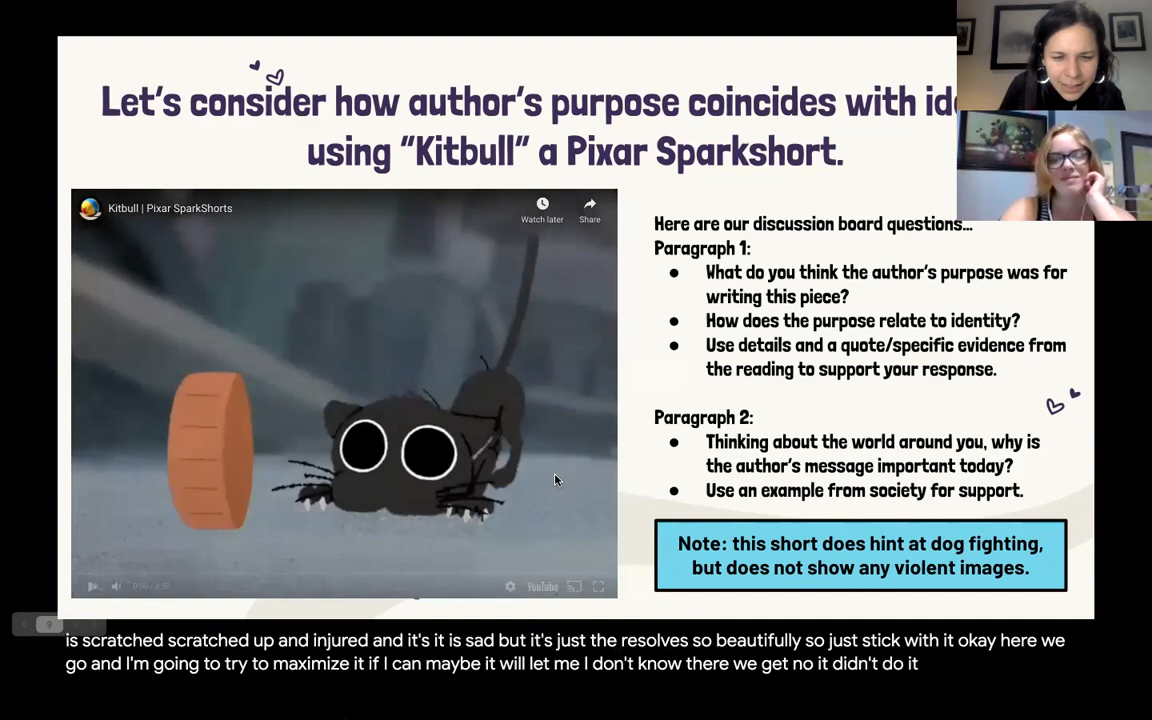 Let's consider how author's purpose coincides with
using "Kitbull" a Pixar Sparkshort.
Kitbull | Pixar SparkShorts
Watch later
Share
Here are our discussion board questions...
Paragraph 1:
● What do you think the author's purpose was for
writing this piece?
● How does the purpose relate to identity?
● Use details and a quote/specific evidence from
the reading to support your response.
Paragraph 2:
● Thinking about the world around you, why is
the author's message important today?
● Use an example from society for support.
Note: this short does hint at dog fighting,
but does not show any violent images.
YouTube
9
is scratched scratched up and injured and it's it is sad but it's just the resolves so beautifully so just stick with it okay here we
go and I'm going to try to maximize it if I can maybe it will let me I don't know there we get no it didn't do it